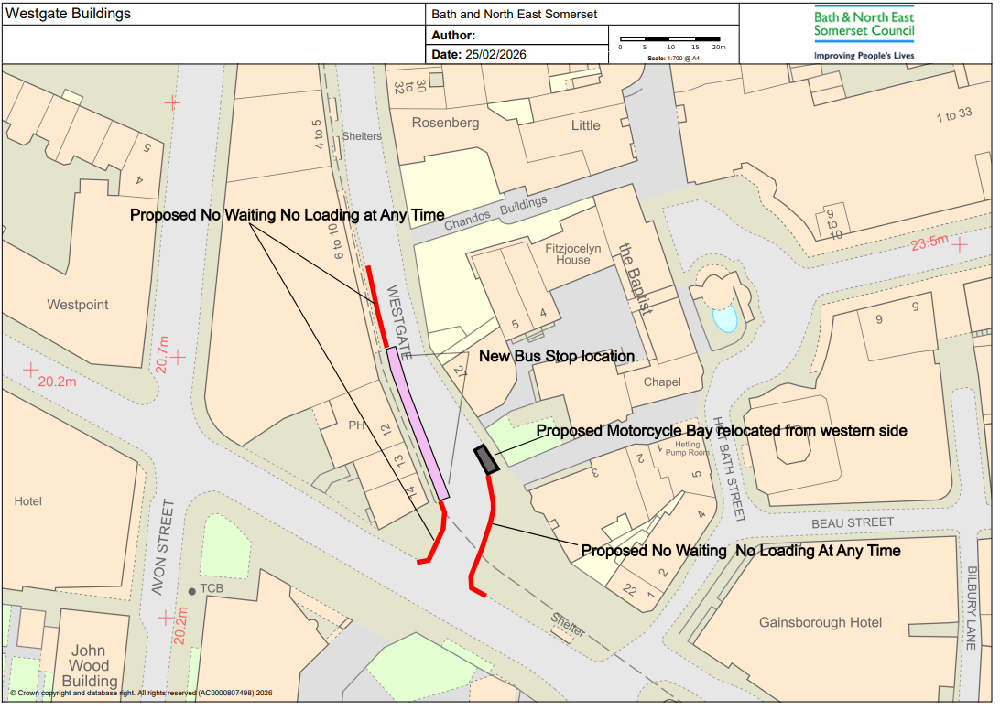 Westgate Buildings
Bath and North East Somerset
Author:
Date: 25/02/2026
0 5 10 15 20m
Scale: 1:700 @ A4
Bath & North East
Somerset Council
Improving People's Lives
32
to
30
Rosenberg
Little
1 to 33
4 to 5
Shelters
5
4
Chandos Buildings
Proposed No Waiting No Loading at Any Time
6 to 10
Fitzjocelyn
House
the Baptist
9
to
10
23.5m
Westpoint
WESTGATE
5
4
6
5
20.7m
20.2m
New Bus Stop location
27
Chapel
PH
12
13
14
Proposed Motorcycle Bay relocated from western side
Hetling
Pump Room
HOT BATH STREET
3
2
1
5
4
Hotel
AVON STREET
BEAU STREET
Proposed No Waiting No Loading At Any Time
22
2
1
TCB
20.2m
Shelter
Gainsborough Hotel
BILBURY LANE
John
Wood
Building
© Crown copyright and database right. All rights reserved (AC0000807498) 2026